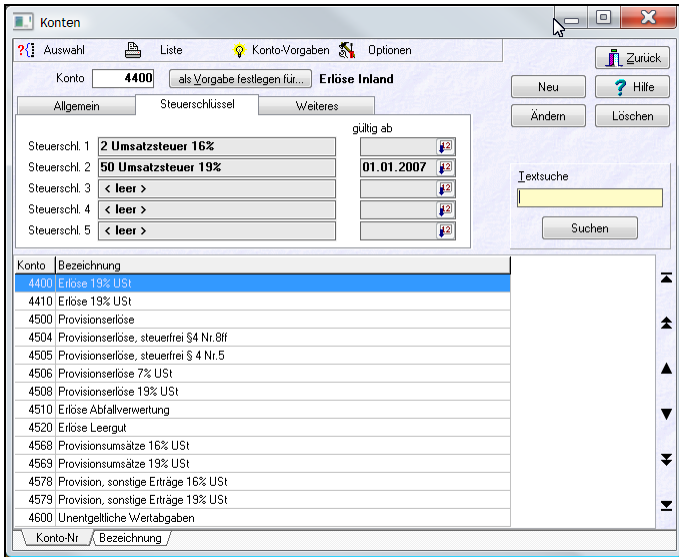 Konten
?{} Auswahl Liste Konto-Vorgaben Optionen
Zurück
Konto 4400 als Vorgabe festlegen für... Erlöse Inland
Neu ? Hilfe
Ändern Löschen
Allgemein Steuerschlüssel Weiteres
gültig ab
Steuerschl. 1 2 Umsatzsteuer 16%
Steuerschl. 2 50 Umsatzsteuer 19% 01.01.2007
Steuerschl. 3 < leer >
Steuerschl. 4 < leer >
Steuerschl. 5 < leer >
Textsuche
Suchen
Konto Bezeichnung
4400 Erlöse 19% USt
4410 Erlöse 19% USt
4500 Provisionserlöse
4504 Provisionserlöse, steuerfrei §4 Nr.8ff
4505 Provisionserlöse, steuerfrei § 4 Nr.5
4506 Provisionserlöse 7% USt
4508 Provisionserlöse 19% USt
4510 Erlöse Abfallverwertung
4520 Erlöse Leergut
4568 Provisionsumsätze 16% USt
4569 Provisionsumsätze 19% USt
4578 Provision, sonstige Erträge 16% USt
4579 Provision, sonstige Erträge 19% USt
4600 Unentgeltliche Wertabgaben
Konto-Nr Bezeichnung